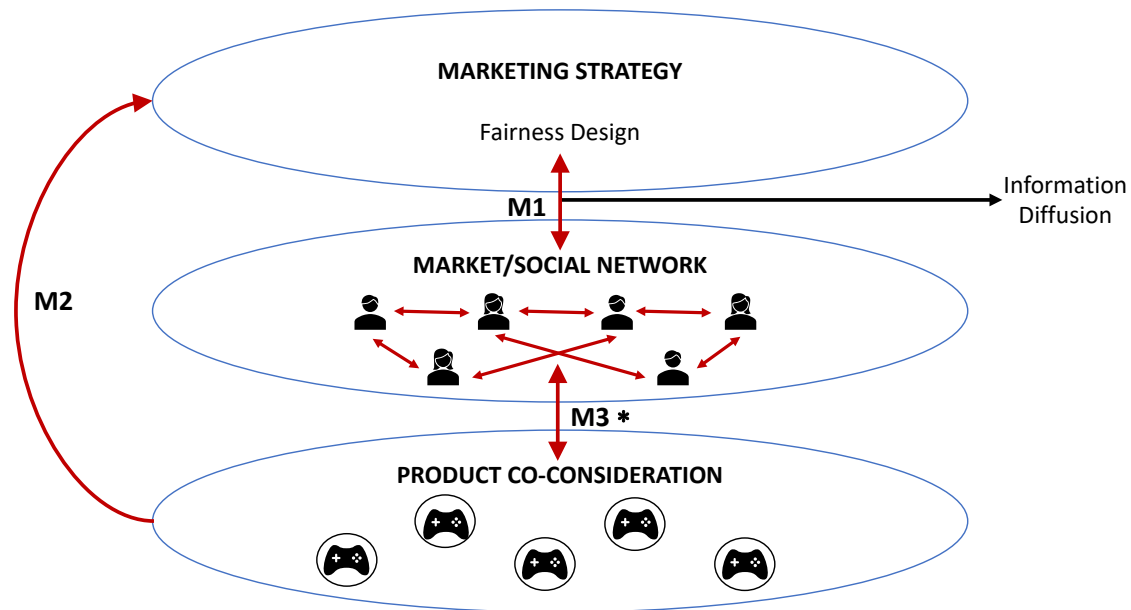 MARKETING STRATEGY
Fairness Design
Information
Diffusion
M1
MARKET/SOCIAL NETWORK
M2
M3 *
PRODUCT CO-CONSIDERATION